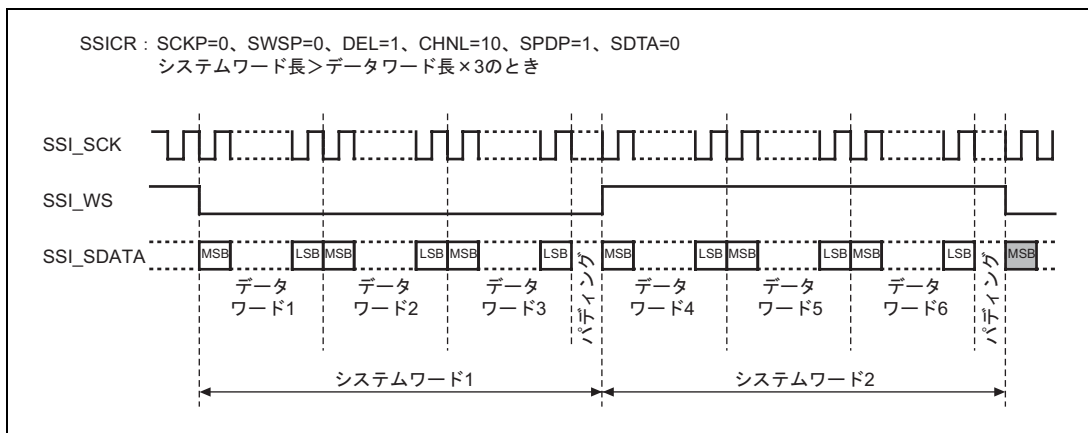 SSICR : SCKP=0、SWSP=0、DEL=1、CHNL=10、SPDP=1、SDTA=0
システムワード長>データワード長×3のとき
SSI_SCK
SSI_WS
SSI_SDATA
MSB LSB MSB LSB MSB LSB MSB LSB MSB LSB MSB LSB MSB
データ
ワード1
データ
ワード2
データ
ワード3
パディング
データ
ワード4
データ
ワード5
データ
ワード6
パディング
システムワード1
システムワード2